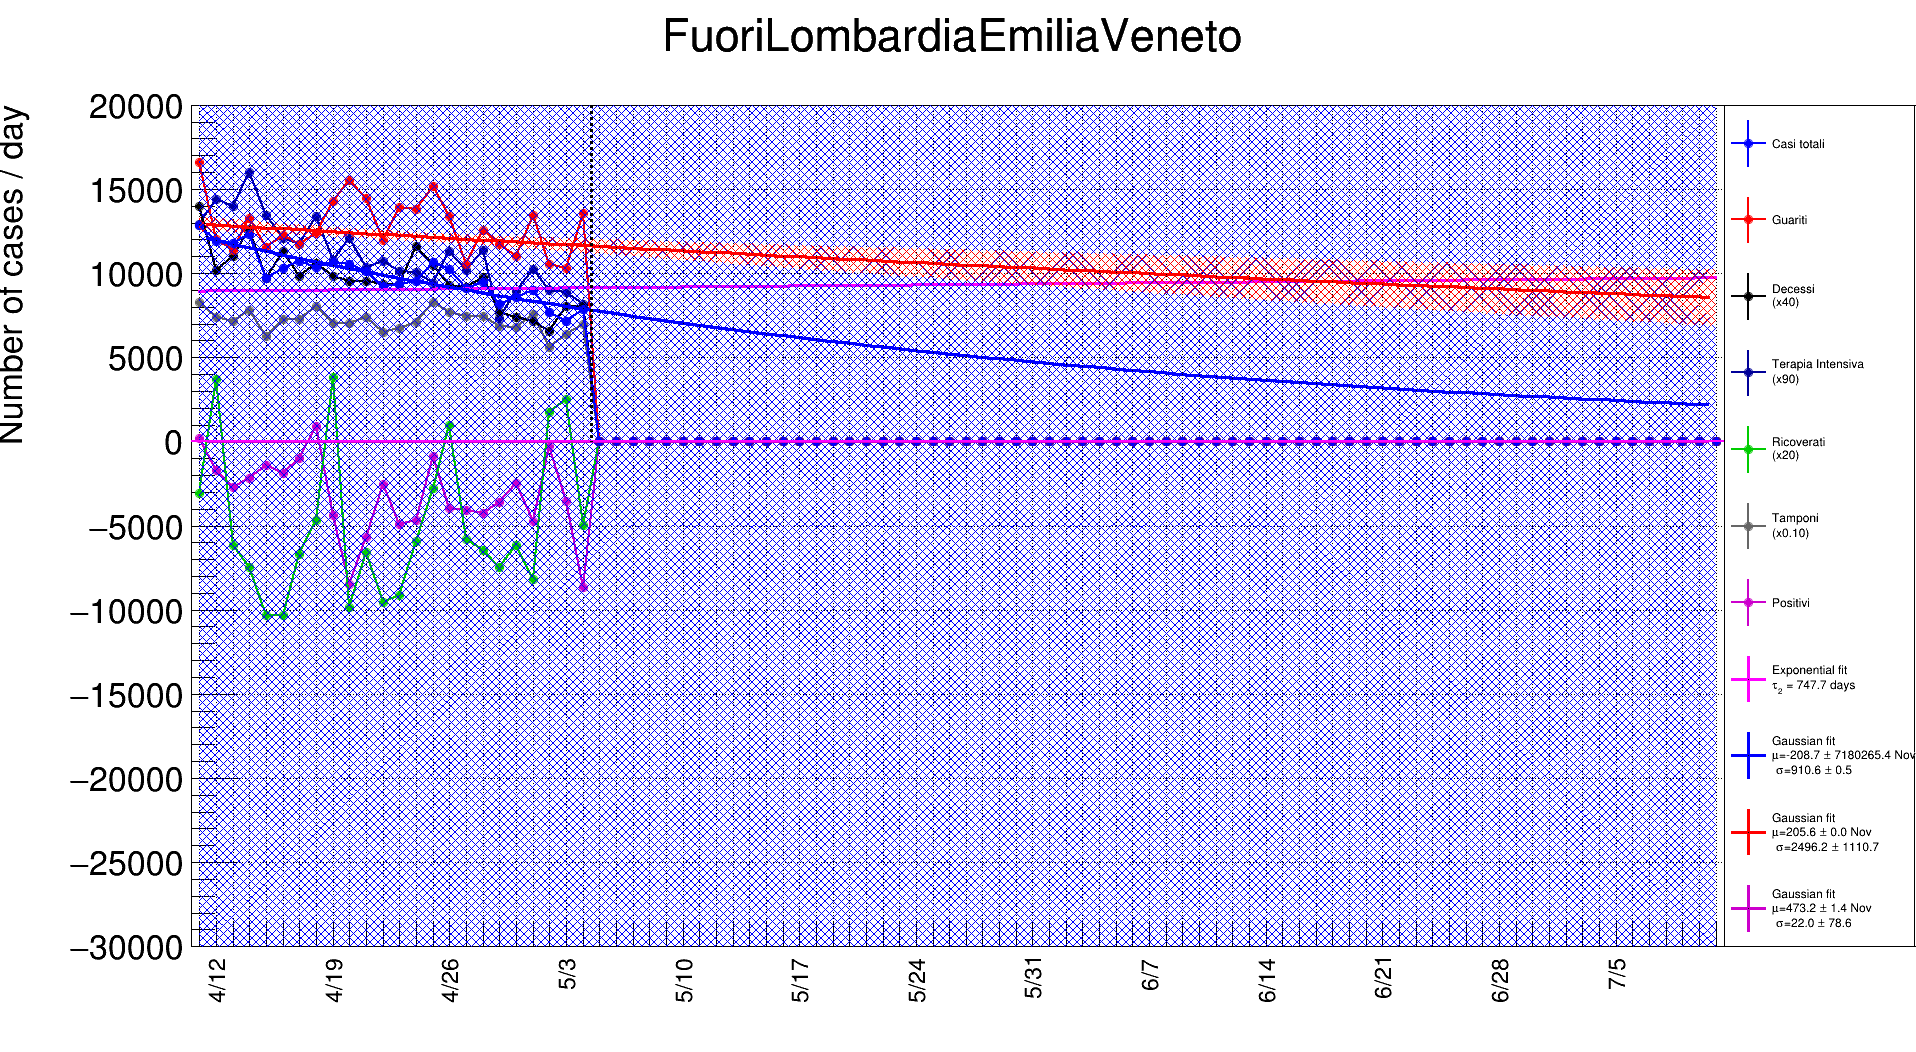 FuoriLombardiaEmiliaVeneto
Number of cases / day
20000
15000
10000
5000
0
−5000
−10000
−15000
−20000
−25000
−30000
4/12
4/19
4/26
5/3
5/10
5/17
5/24
5/31
6/7
6/14
6/21
6/28
7/5
Casi totali
Guariti
Decessi
(x40)
Terapia Intensiva
(x90)
Ricoverati
(x20)
Tamponi
(x0.10)
Positivi
Exponential fit
τ2 = 747.7 days
Gaussian fit
μ=-208.7 ± 7180265.4 Nov
σ=910.6 ± 0.5
Gaussian fit
μ=205.6 ± 0.0 Nov
σ=2496.2 ± 1110.7
Gaussian fit
μ=473.2 ± 1.4 Nov
σ=22.0 ± 78.6